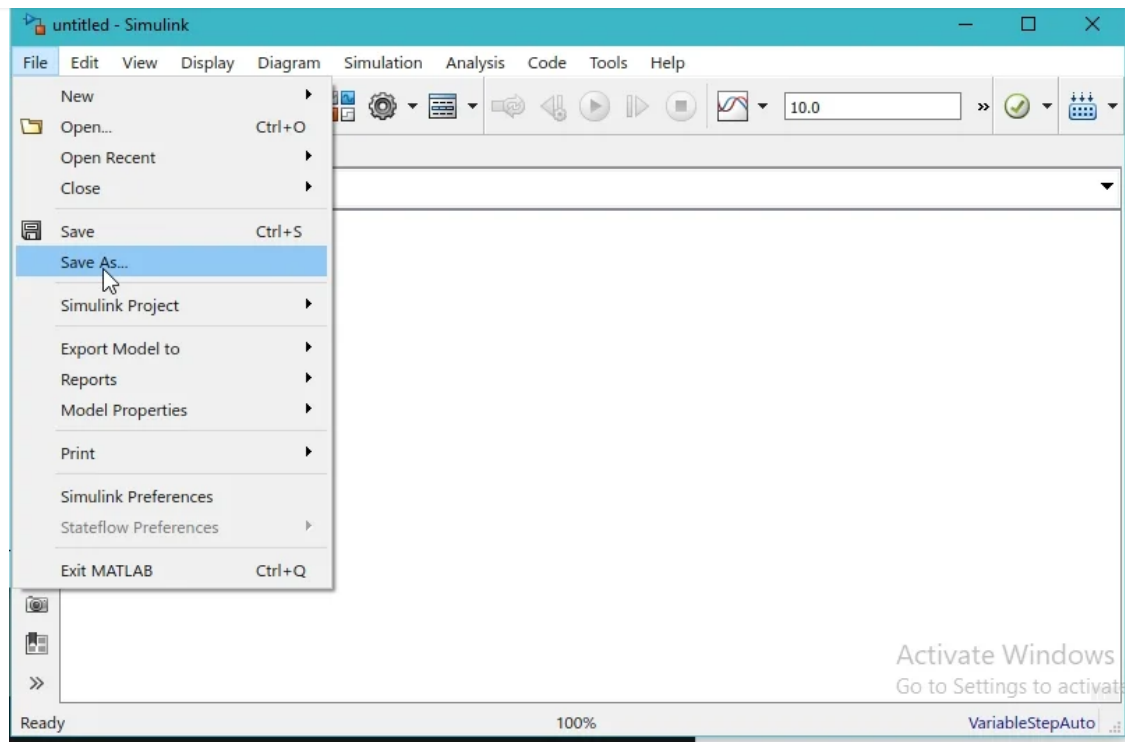 untitled - Simulink
File Edit View Display Diagram Simulation Analysis Code Tools Help
10.0
New
Open... Ctrl+O
Open Recent
Close
Save Ctrl+S
Save As...
Simulink Project
Export Model to
Reports
Model Properties
Print
Simulink Preferences
Stateflow Preferences
Exit MATLAB Ctrl+Q
Activate Windows
Go to Settings to activat
Ready 100% VariableStepAuto